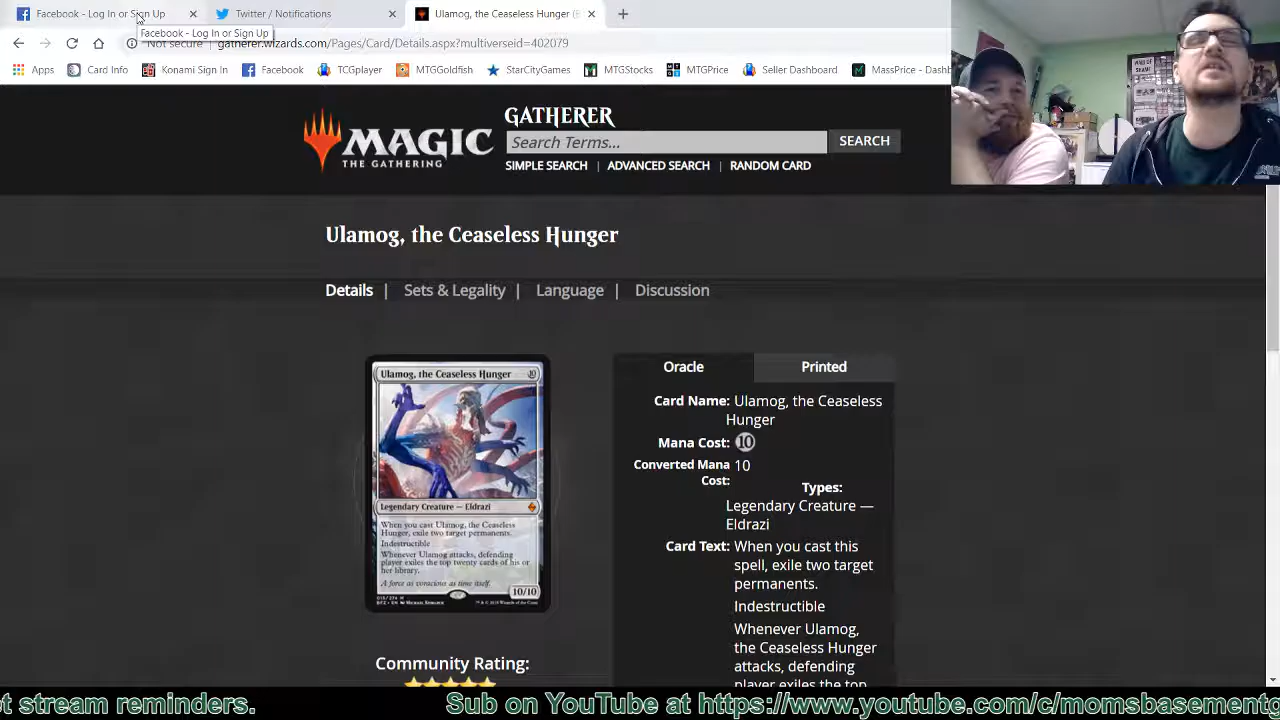 Facebook - Log In or Sign
Twitter / Notifications
Ulamog, the Ceaseless Hunger (
Facebook - Log In or Sign Up
Not secure
gatherer.wizards.com/Pages/Card/Details.aspx?multiverseid=402079
Apps
Card Info
Konami Sign In
Facebook
TCGplayer
MTGGoldfish
StarCityGames
MTGStocks
MTGPrice
Seller Dashboard
MarkPrice - Dashb
MAGIC
THE GATHERING
GATHERER
Search Terms...
SEARCH
SIMPLE SEARCH | ADVANCED SEARCH | RANDOM CARD
Ulamog, the Ceaseless Hunger
Details | Sets & Legality | Language | Discussion
Ulamog, the Ceaseless Hunger 10
Legendary Creature — Eldrazi
When you cast Ulamog, the Ceaseless
Hunger, exile two target permanents.
Indestructible
Whenever Ulamog attacks, defending
player exiles the top twenty cards of his or
her library.
A force as voracious as time itself.
10/10
Community Rating:
Oracle
Printed
Card Name: Ulamog, the Ceaseless
Hunger
Mana Cost: 10
Converted Mana
Cost: 10
Types:
Legendary Creature —
Eldrazi
Card Text: When you cast this
spell, exile two target
permanents.
Indestructible
Whenever Ulamog,
the Ceaseless Hunger
attacks, defending
player exiles the top
et stream reminders.
Sub on YouTube at https://www.youtube.com/c/momsbasementg